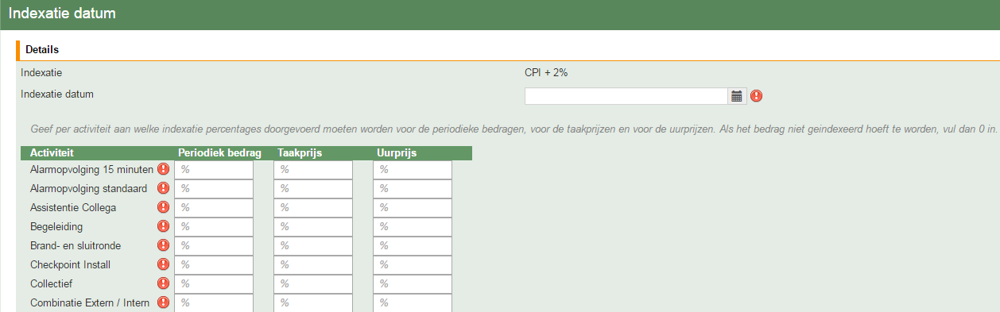 Indexatie datum
Details
Indexatie CPI + 2%
Indexatie datum
Geef per activiteit aan welke indexatie percentages doorgevoerd moeten worden voor de periodieke bedragen, voor de taakprijzen en voor de uurprijzen. Als het bedrag niet geindexeerd hoeft te worden, vul dan 0 in.
Activiteit Periodiek bedrag Taakprijs Uurprijs
Alarmopvolging 15 minuten % % %
Alarmopvolging standaard % % %
Assistentie Collega % % %
Begeleiding % % %
Brand- en sluitronde % % %
Checkpoint Install % % %
Collectief % % %
Combinatie Extern / Intern % % %